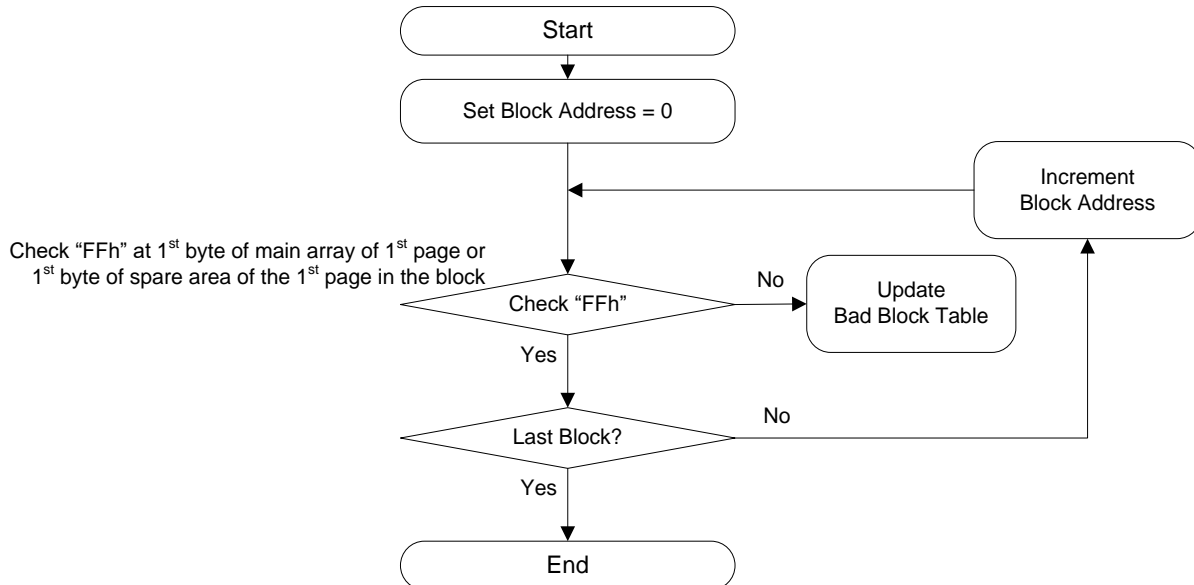 Start
Set Block Address = 0
Increment
Block Address
Check “FFh” at 1st byte of main array of 1st page or
1st byte of spare area of the 1st page in the block
Check “FFh”
No
Update
Bad Block Table
Yes
Last Block?
No
Yes
End